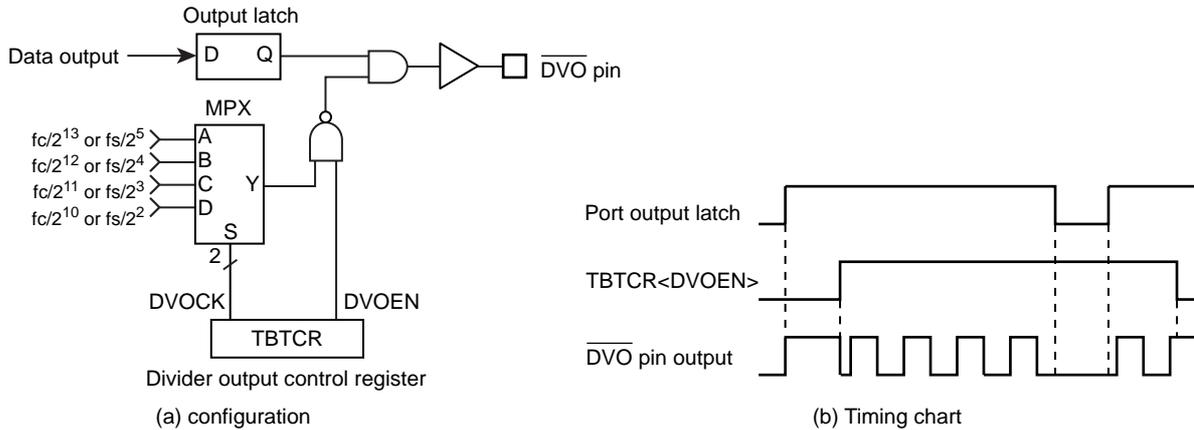 Output latch
Data output
D Q
DVO pin
MPX
fc/2^13 or fs/2^5
A
fc/2^12 or fs/2^4
B
fc/2^11 or fs/2^3
C
Y
fc/2^10 or fs/2^2
D
S
2
DVOCK
DVOEN
TBTCR
Divider output control register
(a) configuration
Port output latch
TBTCR<DVOEN>
DVO pin output
(b) Timing chart